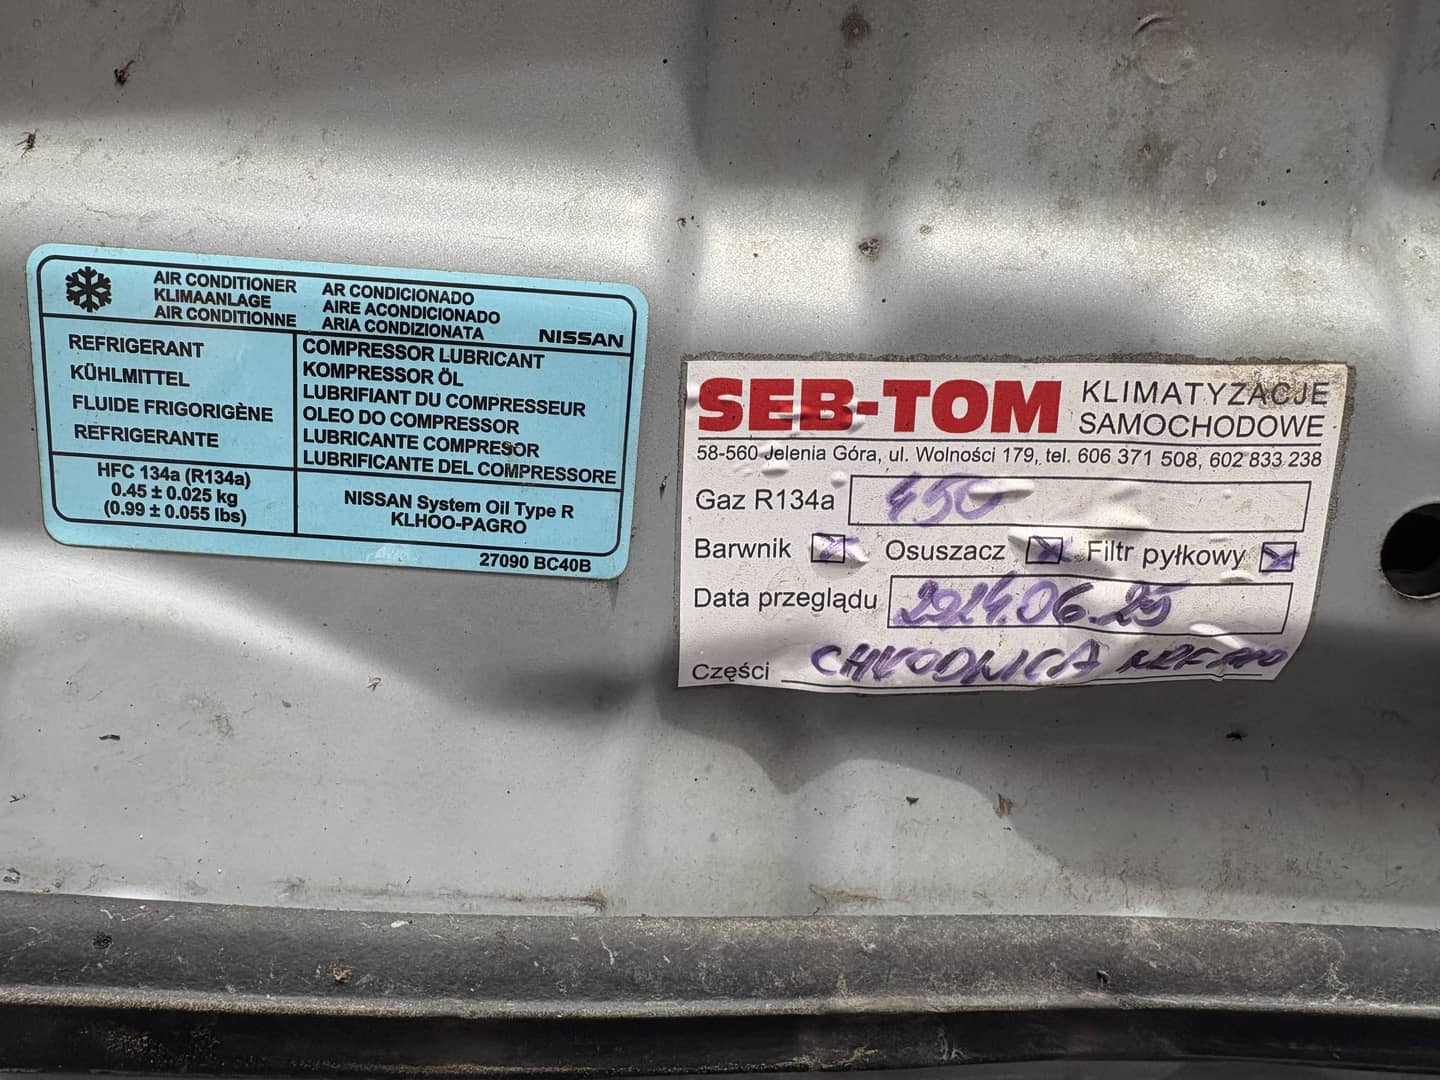 AIR CONDITIONER
KLIMAANLAGE
AIR CONDITIONNE
AR CONDICIONADO
AIRE ACONDICIONADO
ARIA CONDIZIONATA
NISSAN
REFRIGERANT
KÜHLMITTEL
FLUIDE FRIGORIGÈNE
REFRIGERANTE
COMPRESSOR LUBRICANT
KOMPRESSOR ÖL
LUBRIFIANT DU COMPRESSEUR
OLEO DO COMPRESSOR
LUBRICANTE COMPRESOR
LUBRIFICANTE DEL COMPRESSORE
HFC 134a (R134a)
0.45 ± 0.025 kg
(0.99 ± 0.055 lbs)
NISSAN System Oil Type R
KLHOO-PAGRO
27090 BC40B
SEB-TOM KLIMATYZACJE
SAMOCHODOWE
58-560 Jelenia Góra, ul. Wolności 179, tel. 606 371 508, 602 833 238
Gaz R134a 450
Barwnik Osuszacz Filtr pyłkowy
Data przeglądu 2024.06.25
Części CHŁODNICA NRF